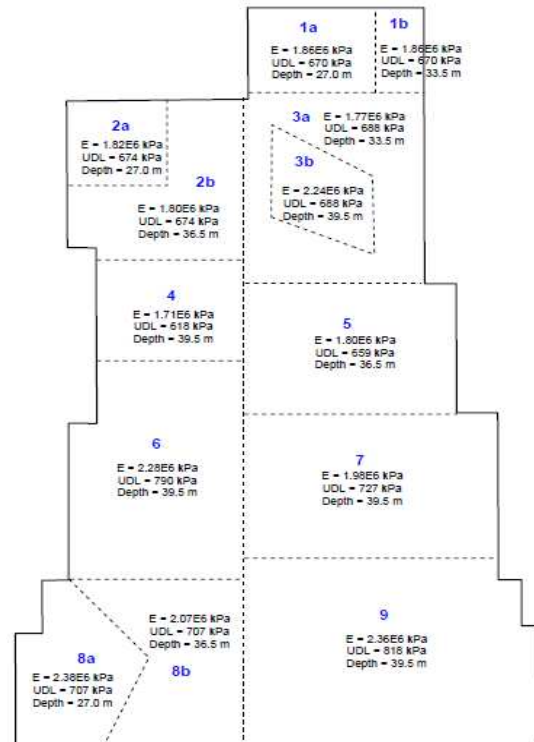 1a
E = 1.86E6 kPa
UDL = 670 kPa
Depth = 27.0 m
1b
E = 1.86E6 kPa
UDL = 670 kPa
Depth = 33.5 m
2a
E = 1.82E6 kPa
UDL = 674 kPa
Depth = 27.0 m
2b
E = 1.80E6 kPa
UDL = 674 kPa
Depth = 36.5 m
3a
E = 1.77E6 kPa
UDL = 688 kPa
Depth = 33.5 m
3b
E = 2.24E6 kPa
UDL = 688 kPa
Depth = 39.5 m
4
E = 1.71E6 kPa
UDL = 618 kPa
Depth = 39.5 m
5
E = 1.80E6 kPa
UDL = 659 kPa
Depth = 36.5 m
6
E = 2.28E6 kPa
UDL = 790 kPa
Depth = 39.5 m
7
E = 1.98E6 kPa
UDL = 727 kPa
Depth = 39.5 m
8a
E = 2.38E6 kPa
UDL = 707 kPa
Depth = 27.0 m
E = 2.07E6 kPa
UDL = 707 kPa
Depth = 36.5 m
8b
9
E = 2.36E6 kPa
UDL = 818 kPa
Depth = 39.5 m